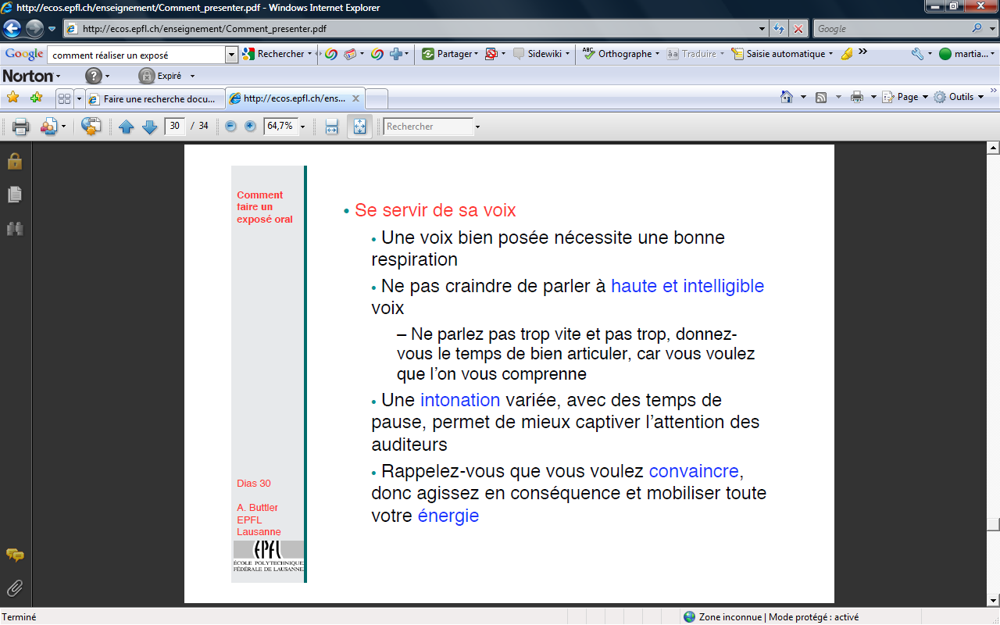 http://ecos.epfl.ch/enseignement/Comment_presenter.pdf - Windows Internet Explorer
http://ecos.epfl.ch/enseignement/Comment_presenter.pdf
Google
Google
comment réaliser un exposé
Rechercher
Partager
Sidewiki
ABC
Orthographe
Traduire
Saisie automatique
martia...
Norton
Expiré
Faire une recherche docu...
http://ecos.epfl.ch/ens...
Page
Outils
30 / 34
64,7%
Rechercher
Comment
faire un
exposé oral
• Se servir de sa voix
• Une voix bien posée nécessite une bonne
respiration
• Ne pas craindre de parler à haute et intelligible
voix
– Ne parlez pas trop vite et pas trop, donnez-
vous le temps de bien articuler, car vous voulez
que l'on vous comprenne
• Une intonation variée, avec des temps de
pause, permet de mieux captiver l'attention des
auditeurs
• Rappelez-vous que vous voulez convaincre,
donc agissez en conséquence et mobiliser toute
votre énergie
Dias 30
A. Buttler
EPFL
Lausanne
EPFL
ÉCOLE POLYTECHNIQUE
FÉDÉRALE DE LAUSANNE
Terminé
Zone inconnue | Mode protégé : activé